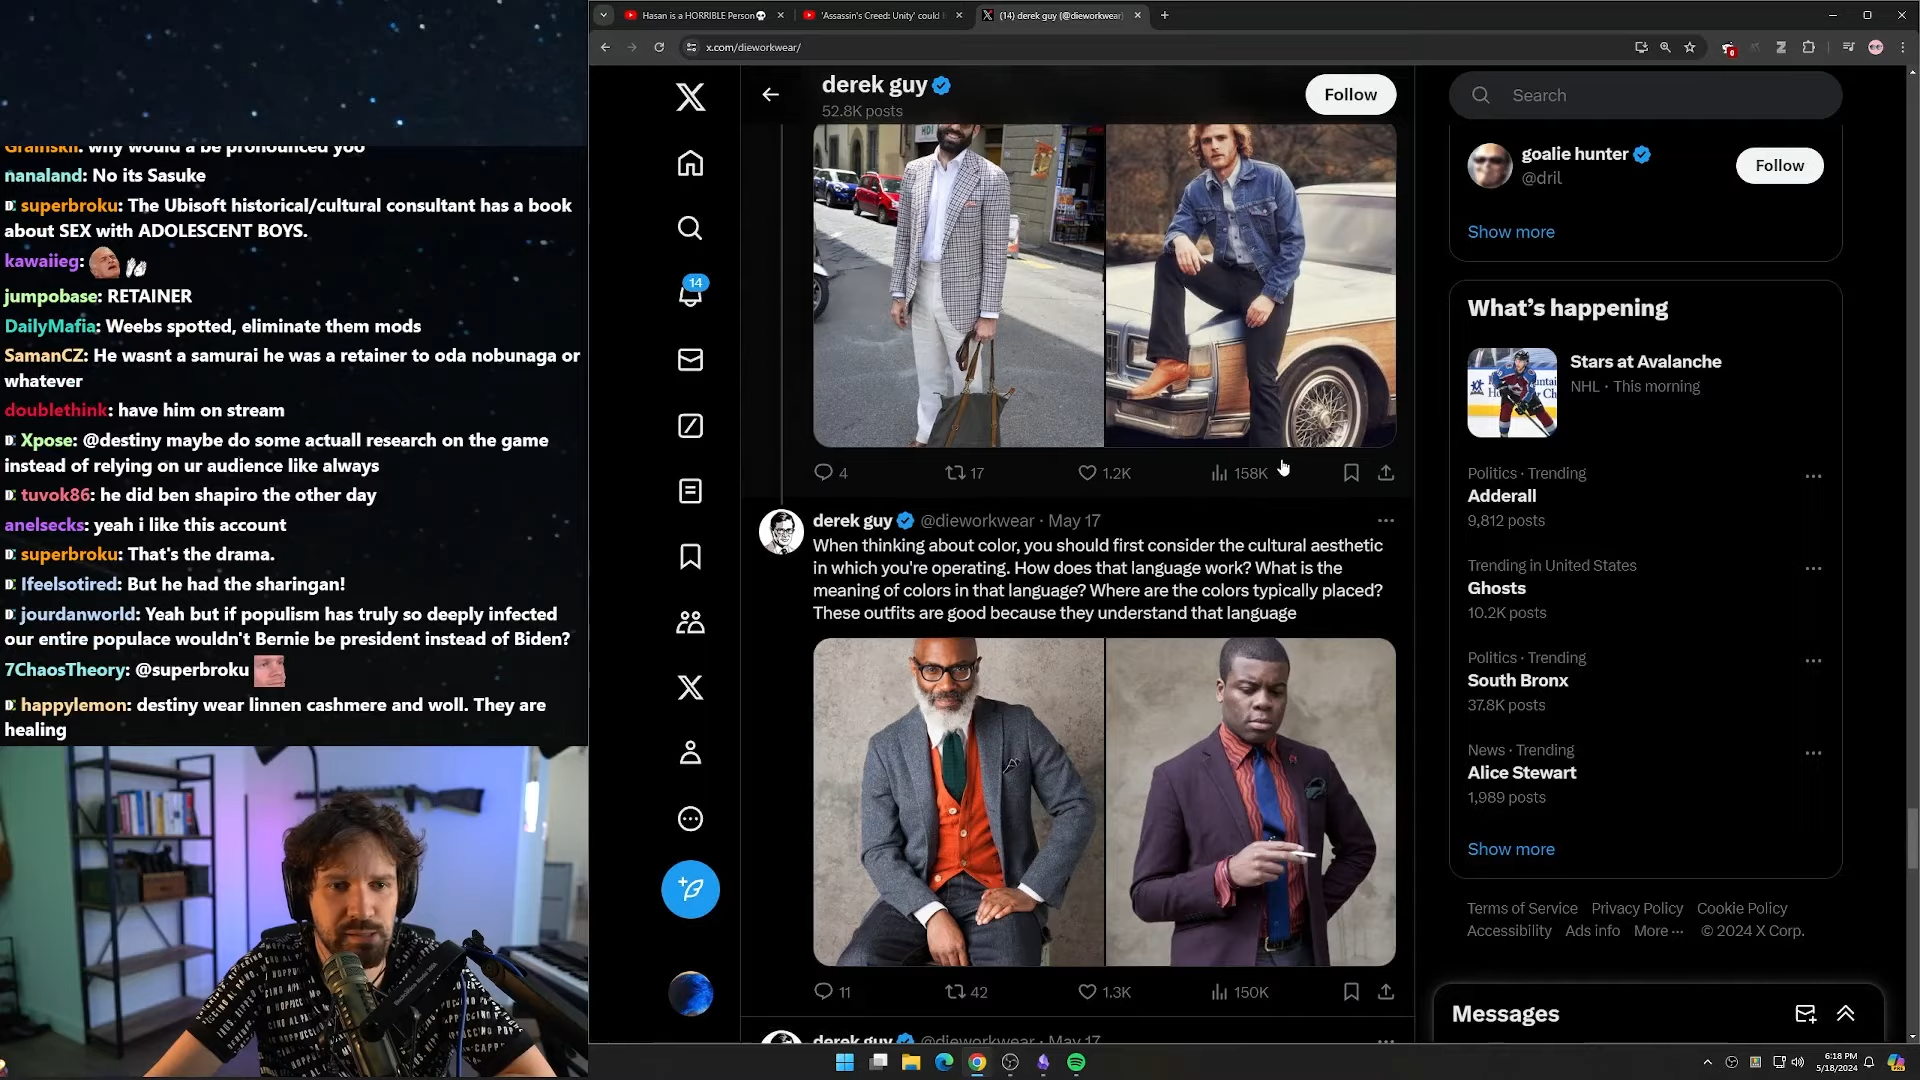 Hasan is a HORRIBLE Person
'Assassin's Creed: Unity' could
(14) derek guy (@dieworkwear)
x.com/dieworkwear/
Grainskii: why would a be pronounced you
nanaland: No its Sasuke
superbroku: The Ubisoft historical/cultural consultant has a book
about SEX with ADOLESCENT BOYS.
kawaiieg:
jumpobase: RETAINER
DailyMafia: Weebs spotted, eliminate them mods
SamanCZ: He wasnt a samurai he was a retainer to oda nobunaga or
whatever
doublethink: have him on stream
Xpose: @destiny maybe do some actuall research on the game
instead of relying on ur audience like always
tuvok86: he did ben shapiro the other day
anelsecks: yeah i like this account
superbroku: That's the drama.
Ifeelsotired: But he had the sharingan!
jourdanworld: Yeah but if populism has truly so deeply infected
our entire populace wouldn't Bernie be president instead of Biden?
7ChaosTheory: @superbroku
happylemon: destiny wear linnen cashmere and woll. They are
healing
14
derek guy
52.8K posts
Follow
4 17 1.2K 158K
derek guy @dieworkwear · May 17
When thinking about color, you should first consider the cultural aesthetic
in which you're operating. How does that language work? What is the
meaning of colors in that language? Where are the colors typically placed?
These outfits are good because they understand that language
11 42 1.3K 150K
derek guy @dieworkwear · May 17
Search
goalie hunter
@dril
Follow
Show more
What's happening
Stars at Avalanche
NHL · This morning
Politics · Trending
Adderall
9,812 posts
Trending in United States
Ghosts
10.2K posts
Politics · Trending
South Bronx
37.8K posts
News · Trending
Alice Stewart
1,989 posts
Show more
Terms of Service Privacy Policy Cookie Policy
Accessibility Ads info More ··· © 2024 X Corp.
Messages
6:18 PM
5/18/2024